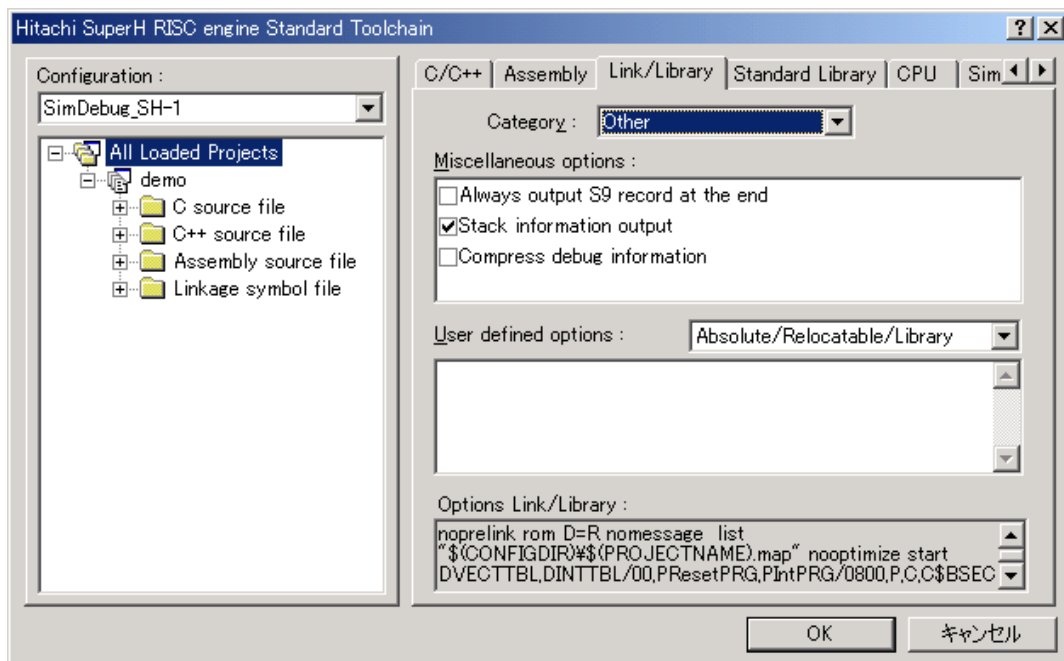 Hitachi SuperH RISC engine Standard Toolchain
Configuration :
SimDebug_SH-1
All Loaded Projects
demo
C source file
C++ source file
Assembly source file
Linkage symbol file
C/C++ Assembly Link/Library Standard Library CPU Sim
Category : Other
Miscellaneous options :
Always output S9 record at the end
Stack information output
Compress debug information
User defined options : Absolute/Relocatable/Library
Options Link/Library :
noprelink rom D=R nomessage list
"$(CONFIGDIR)¥$(PROJECTNAME).map" nooptimize start
DVECTTBL,DINTTBL/00,PResetPRG,PIntPRG/0800,P,C,C$BSEC
OK キャンセル